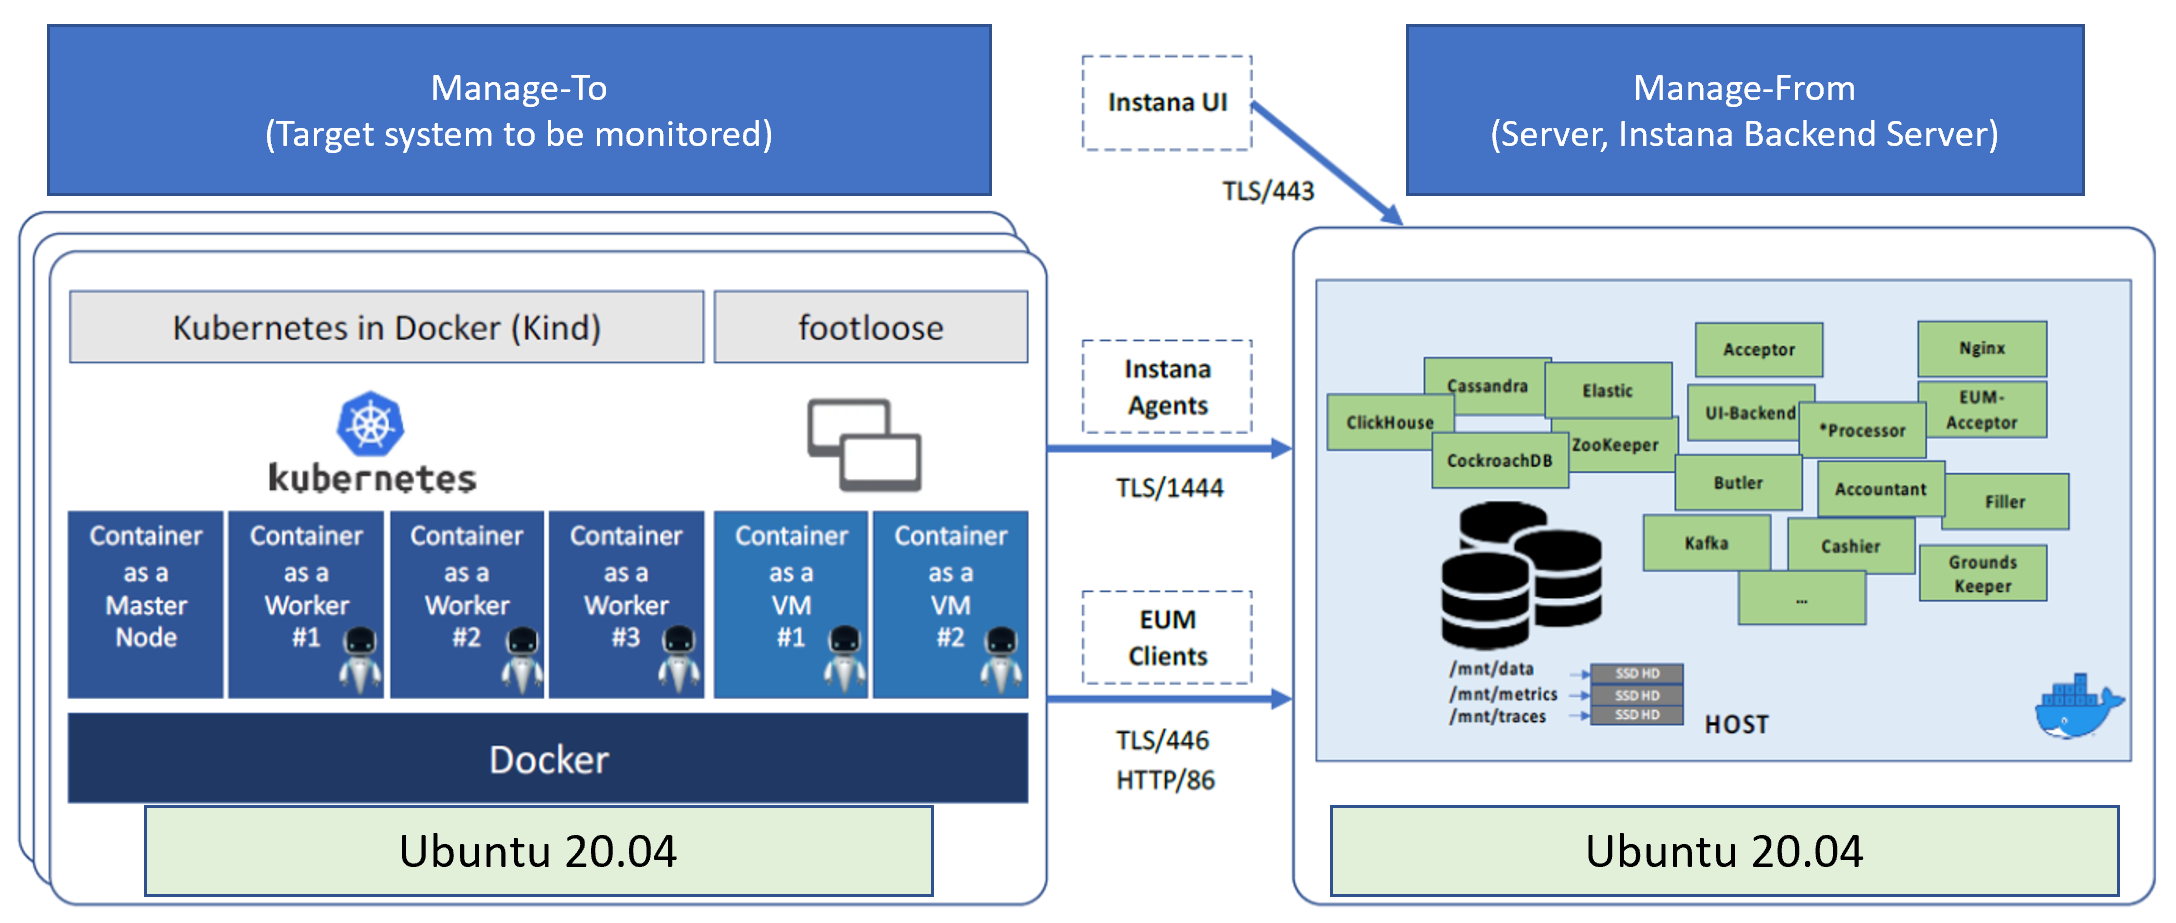 Manage-To
(Target system to be monitored)
Instana UI
TLS/443
Manage-From
(Server, Instana Backend Server)
Kubernetes in Docker (Kind)
footloose
kubernetes
Container
as a
Master
Node
Container
as a
Worker
#1
Container
as a
Worker
#2
Container
as a
Worker
#3
Container
as a
VM
#1
Container
as a
VM
#2
Docker
Ubuntu 20.04
Instana
Agents
TLS/1444
EUM
Clients
TLS/446
HTTP/86
Acceptor
Nginx
Cassandra
Elastic
ClickHouse
UI-Backend
*Processor
EUM-
Acceptor
CockroachDB
ZooKeeper
Butler
Accountant
Filler
Kafka
Cashier
Grounds
Keeper
...
/mnt/data
/mnt/metrics
/mnt/traces
SSD HD
SSD HD
SSD HD
HOST
Ubuntu 20.04